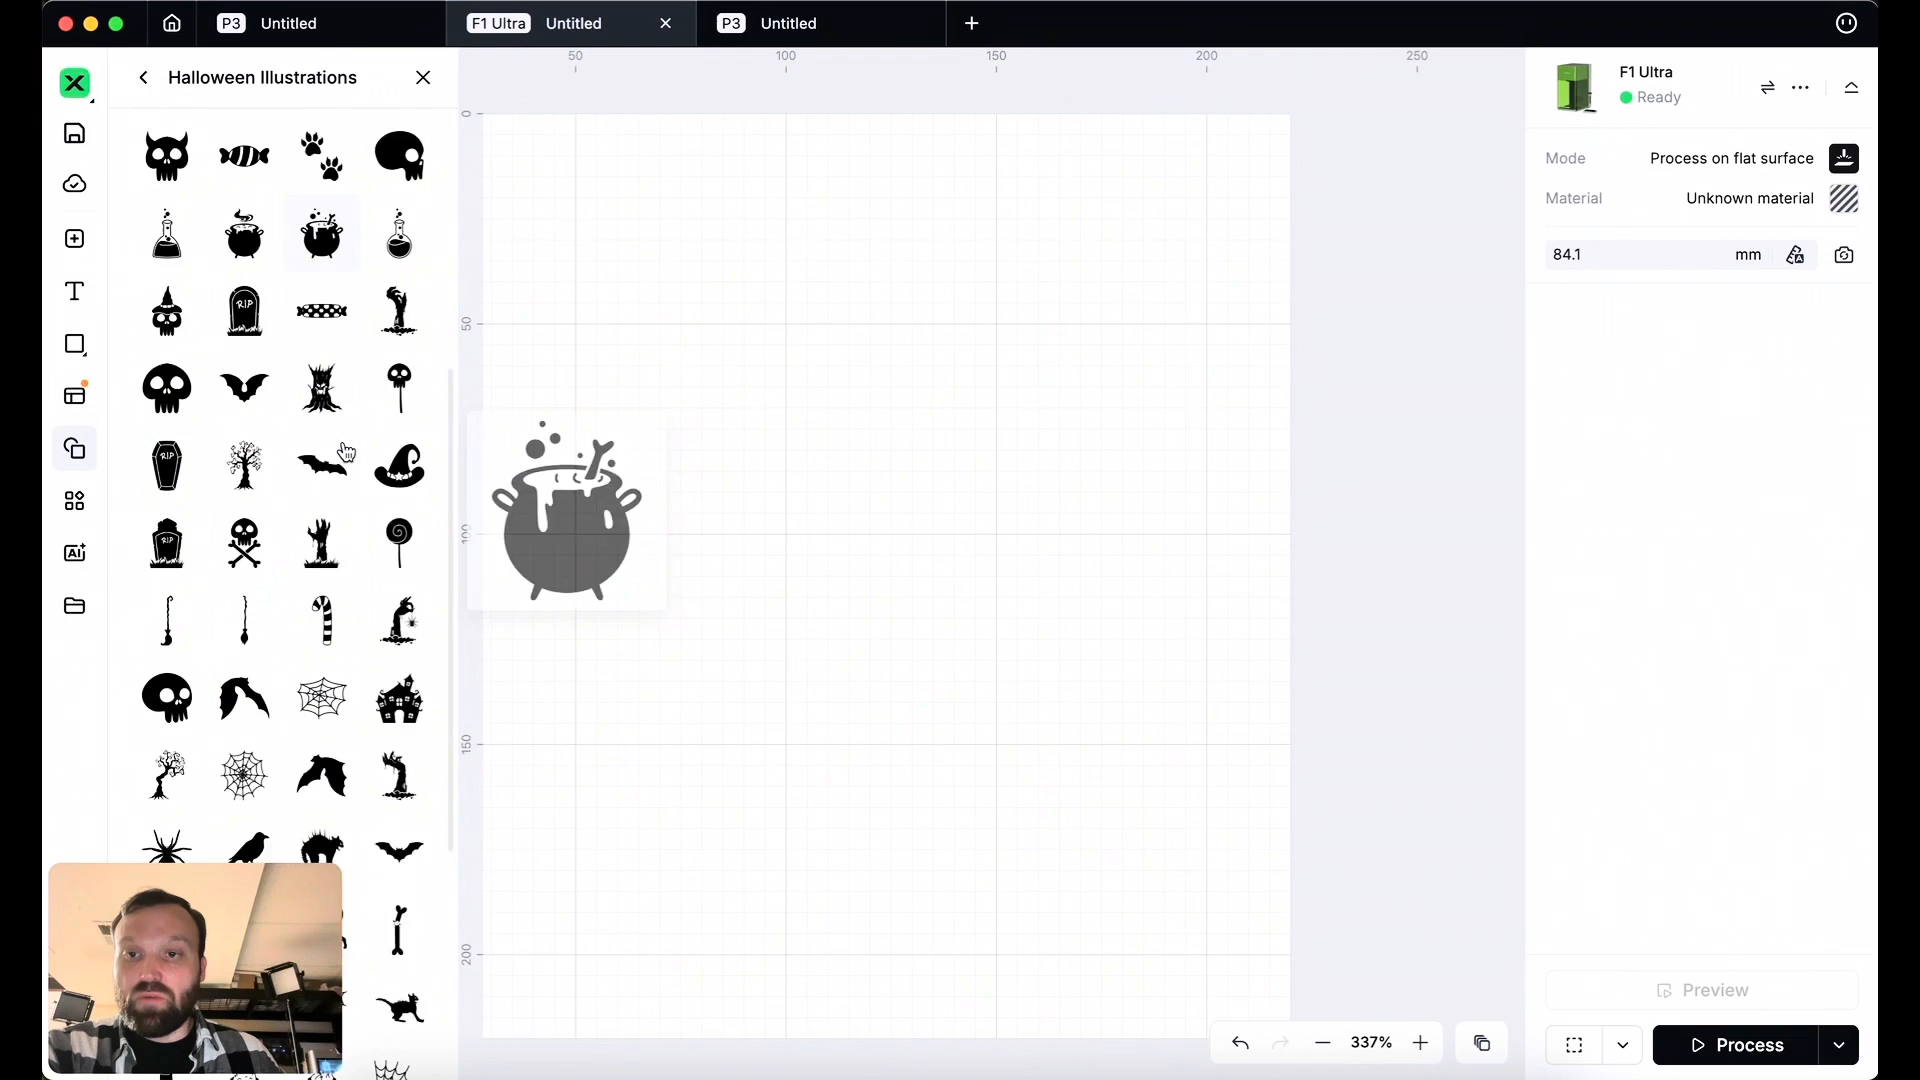 P3 Untitled
F1 Ultra Untitled
P3 Untitled
Halloween Illustrations
50 100 150 200 250
0
50
100
150
200
RIP
RIP
RIP
AI
F1 Ultra
Ready
Mode Process on flat surface
Material Unknown material
84.1 mm
337%
Preview
Process